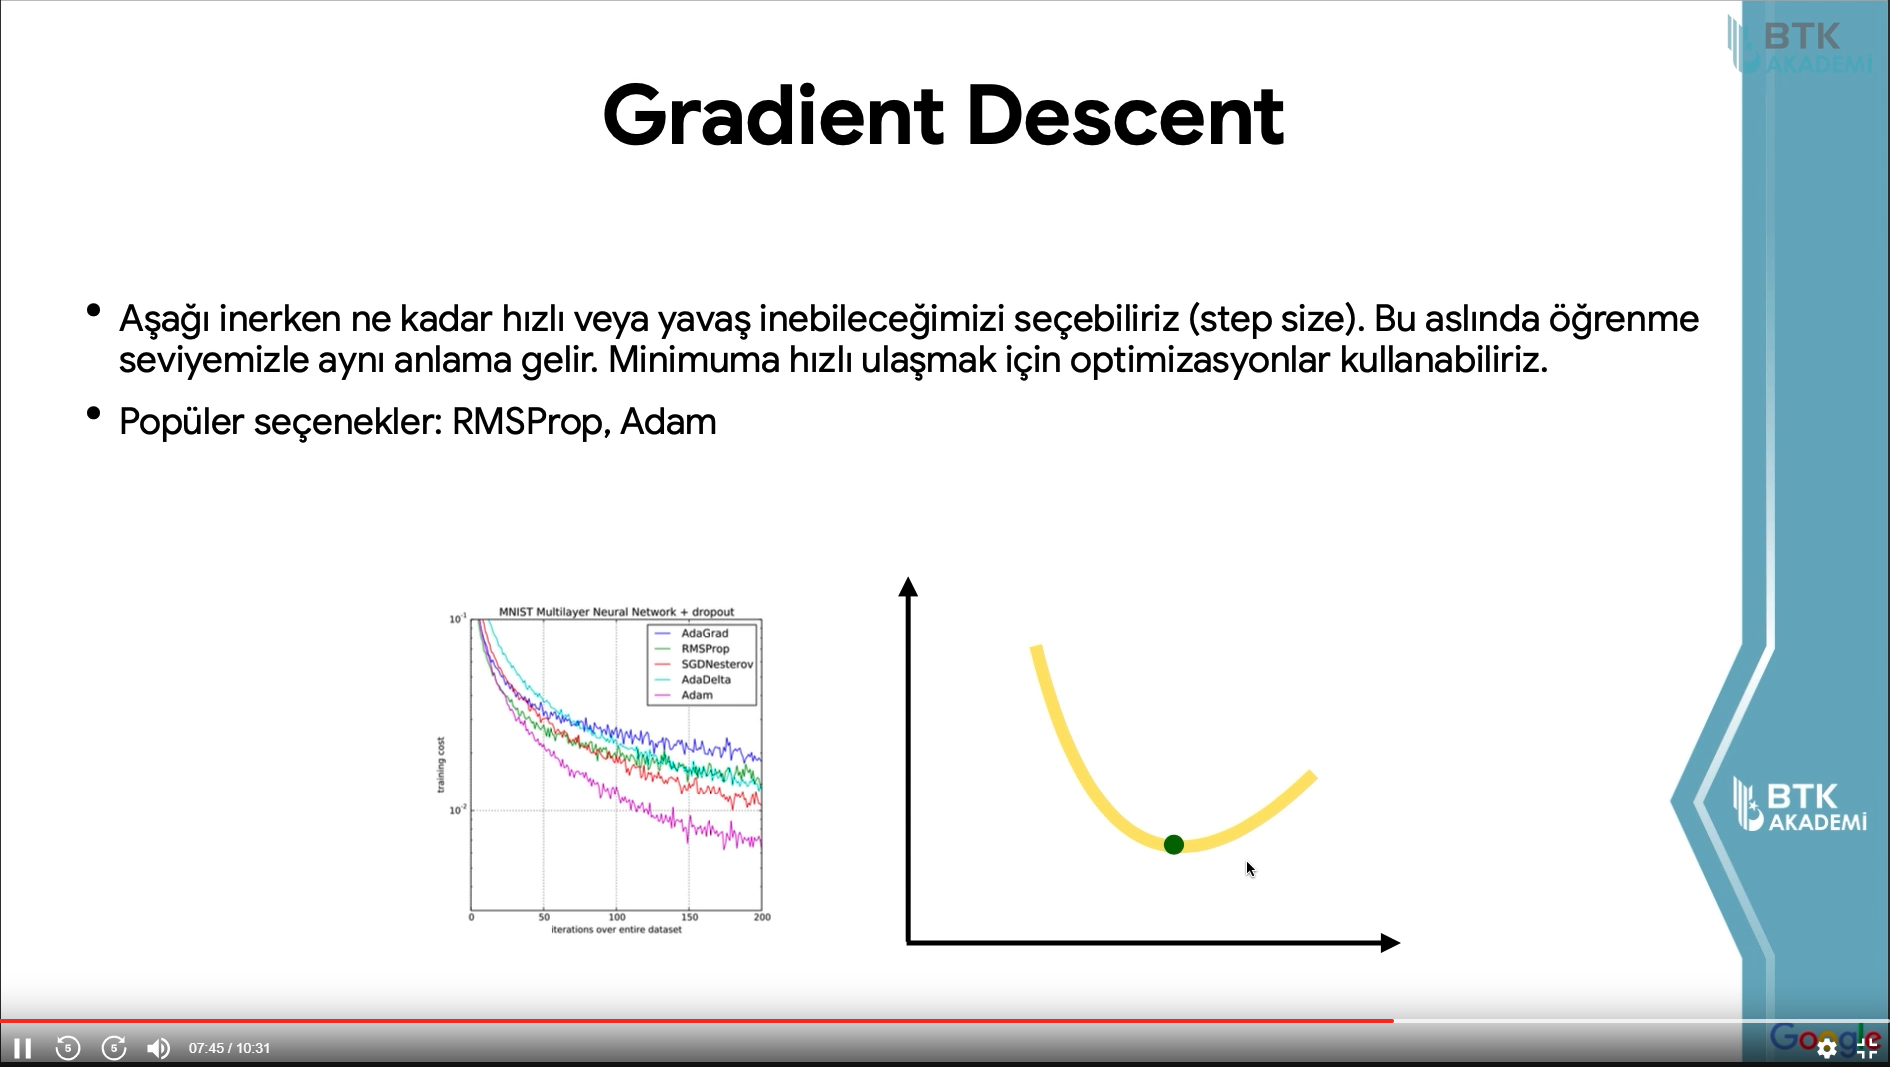 BTK
AKADEMİ
Gradient Descent
• Aşağı inerken ne kadar hızlı veya yavaş inebileceğimizi seçebiliriz (step size). Bu aslında öğrenme
seviyemizle aynı anlama gelir. Minimuma hızlı ulaşmak için optimizasyonlar kullanabiliriz.
• Popüler seçenekler: RMSProp, Adam
MNIST Multilayer Neural Network + dropout
10⁻¹
AdaGrad
RMSProp
SGDNesterov
AdaDelta
Adam
training cost
10⁻²
0 50 100 150 200
iterations over entire dataset
BTK
AKADEMİ
5 5 07:45 / 10:31
Google